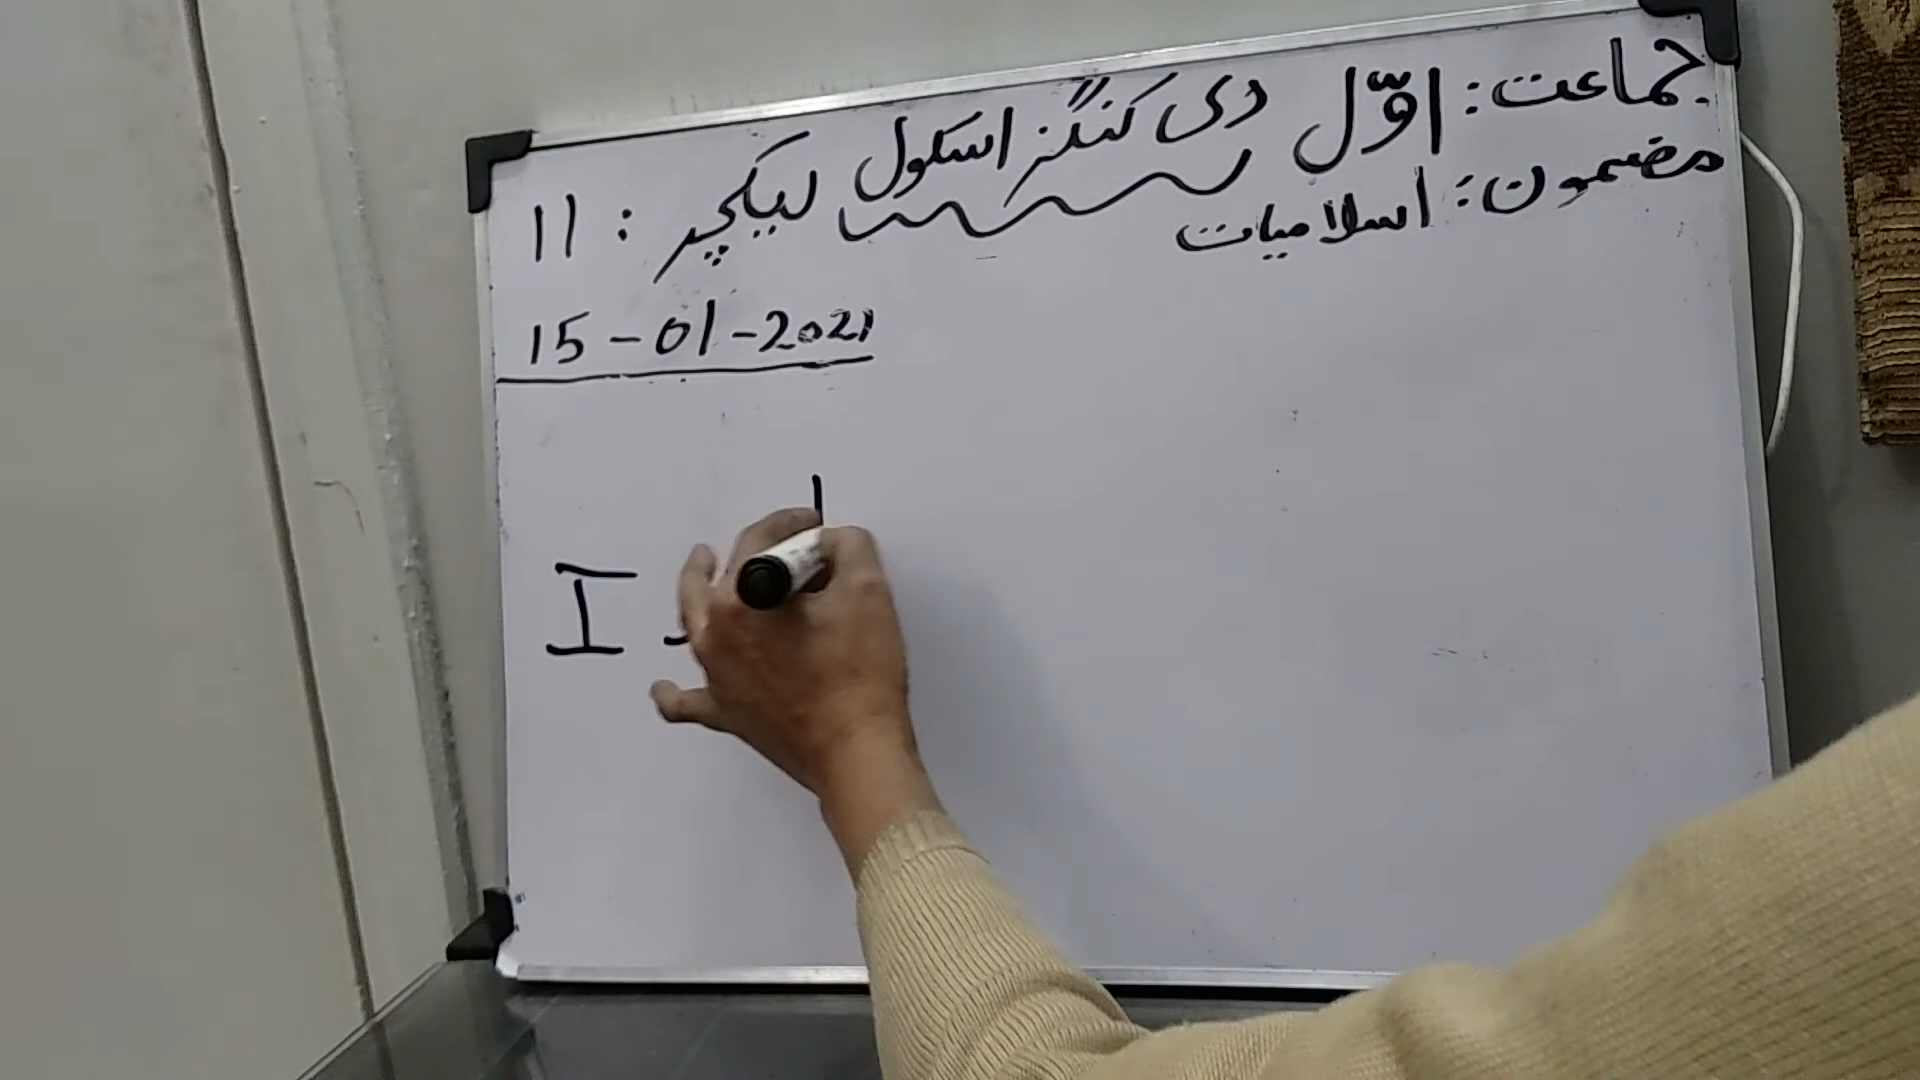 جماعت: اوّل دی کنگز اسکول لیکچر: 11
مضمون: اسلامیات
15-01-2021
I